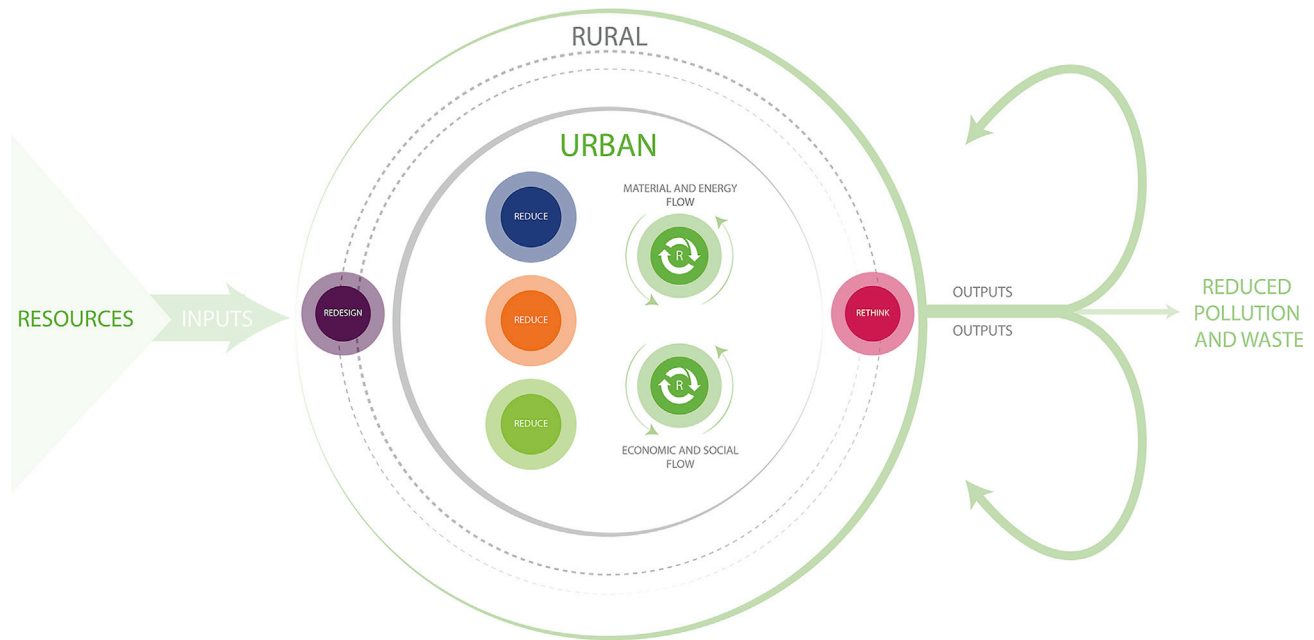 RURAL
URBAN
MATERIAL AND ENERGY
FLOW
REDUCE
R
RESOURCES
INPUTS
REDESIGN
REDUCE
RETHINK
OUTPUTS
OUTPUTS
REDUCED
POLLUTION
AND WASTE
R
REDUCE
ECONOMIC AND SOCIAL
FLOW